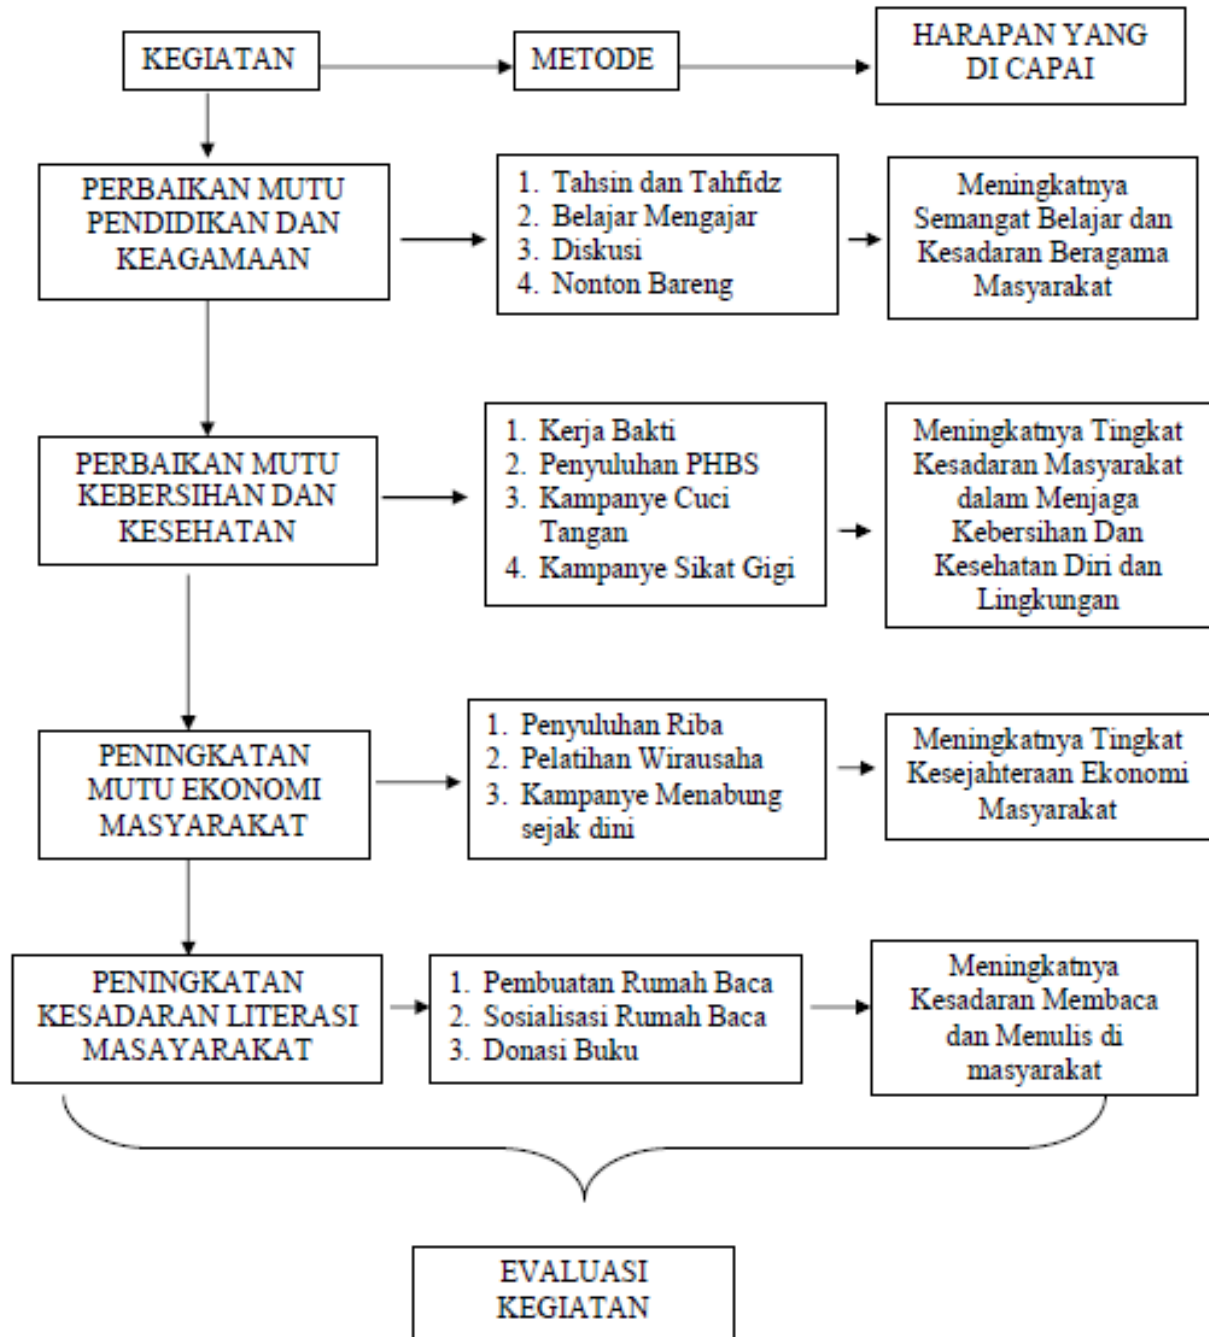 KEGIATAN
METODE
HARAPAN YANG
DI CAPAI
PERBAIKAN MUTU
PENDIDIKAN DAN
KEAGAMAAN
1. Tahsin dan Tahfidz
2. Belajar Mengajar
3. Diskusi
4. Nonton Bareng
Meningkatnya
Semangat Belajar dan
Kesadaran Beragama
Masyarakat
PERBAIKAN MUTU
KEBERSIHAN DAN
KESEHATAN
1. Kerja Bakti
2. Penyuluhan PHBS
3. Kampanye Cuci
Tangan
4. Kampanye Sikat Gigi
Meningkatnya Tingkat
Kesadaran Masyarakat
dalam Menjaga
Kebersihan Dan
Kesehatan Diri dan
Lingkungan
PENINGKATAN
MUTU EKONOMI
MASYARAKAT
1. Penyuluhan Riba
2. Pelatihan Wirausaha
3. Kampanye Menabung
sejak dini
Meningkatnya Tingkat
Kesejahteraan Ekonomi
Masyarakat
PENINGKATAN
KESADARAN LITERASI
MASAYARAKAT
1. Pembuatan Rumah Baca
2. Sosialisasi Rumah Baca
3. Donasi Buku
Meningkatnya
Kesadaran Membaca
dan Menulis di
masyarakat
EVALUASI
KEGIATAN